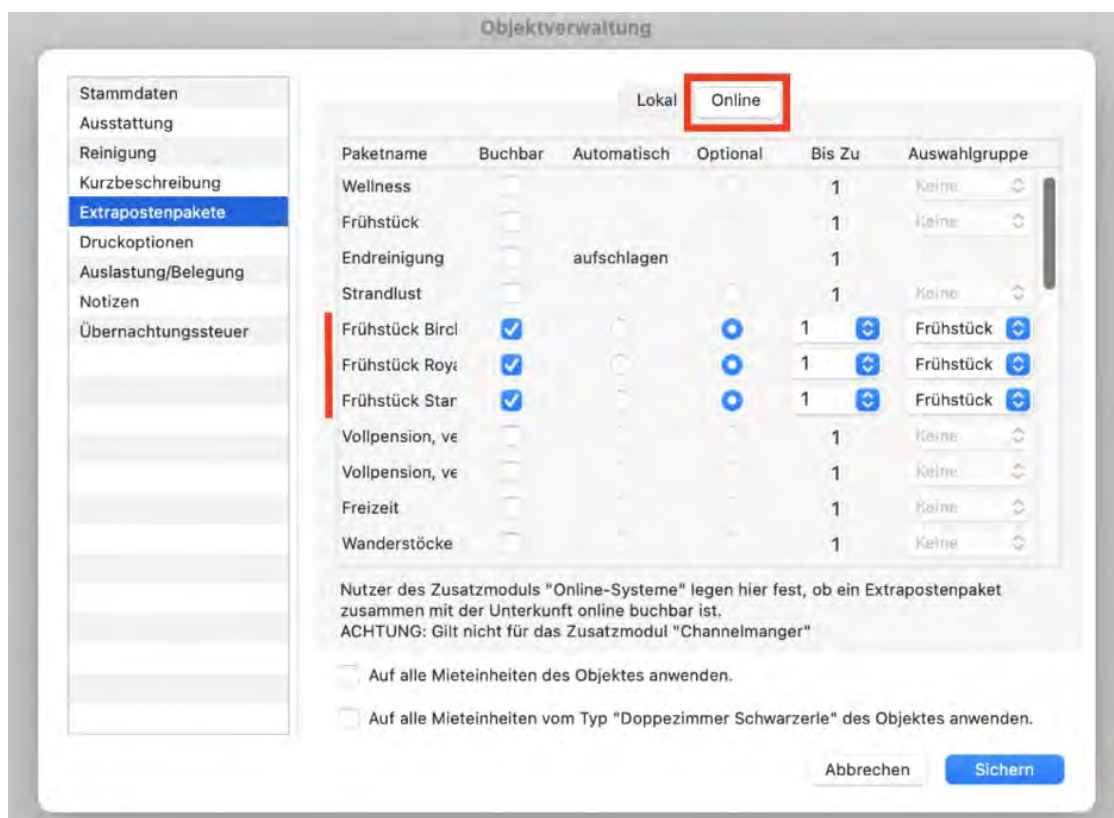 Objektverwaltung
Stammdaten
Ausstattung
Reinigung
Kurzbeschreibung
Extrapostenpakete
Druckoptionen
Auslastung/Belegung
Notizen
Übernachtungssteuer
Lokal Online
Paketname Buchbar Automatisch Optional Bis Zu Auswahlgruppe
Wellness 1 Keine
Frühstück 1 Keine
Endreinigung aufschlagen 1
Strandlust 1 Keine
Frühstück Bircl 1 Frühstück
Frühstück Roya 1 Frühstück
Frühstück Star 1 Frühstück
Vollpension, ve 1 Keine
Vollpension, ve 1 Keine
Freizeit 1 Keine
Wanderstöcke 1 Keine
Nutzer des Zusatzmoduls "Online-Systeme" legen hier fest, ob ein Extrapostenpaket
zusammen mit der Unterkunft online buchbar ist.
ACHTUNG: Gilt nicht für das Zusatzmodul "Channelmanger"
Auf alle Mieteinheiten des Objektes anwenden.
Auf alle Mieteinheiten vom Typ "Doppezimmer Schwarzerle" des Objektes anwenden.
Abbrechen Sichern